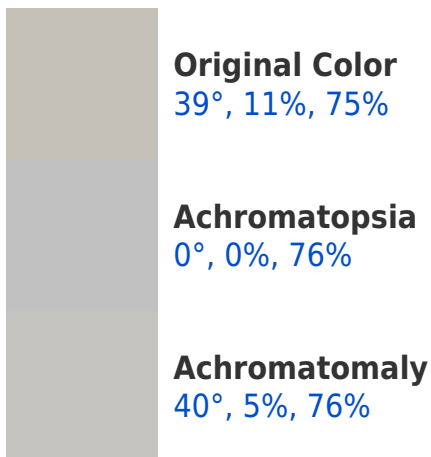 Original Color
39°, 11%, 75%
Achromatopsia
0°, 0%, 76%
Achromatomaly
40°, 5%, 76%